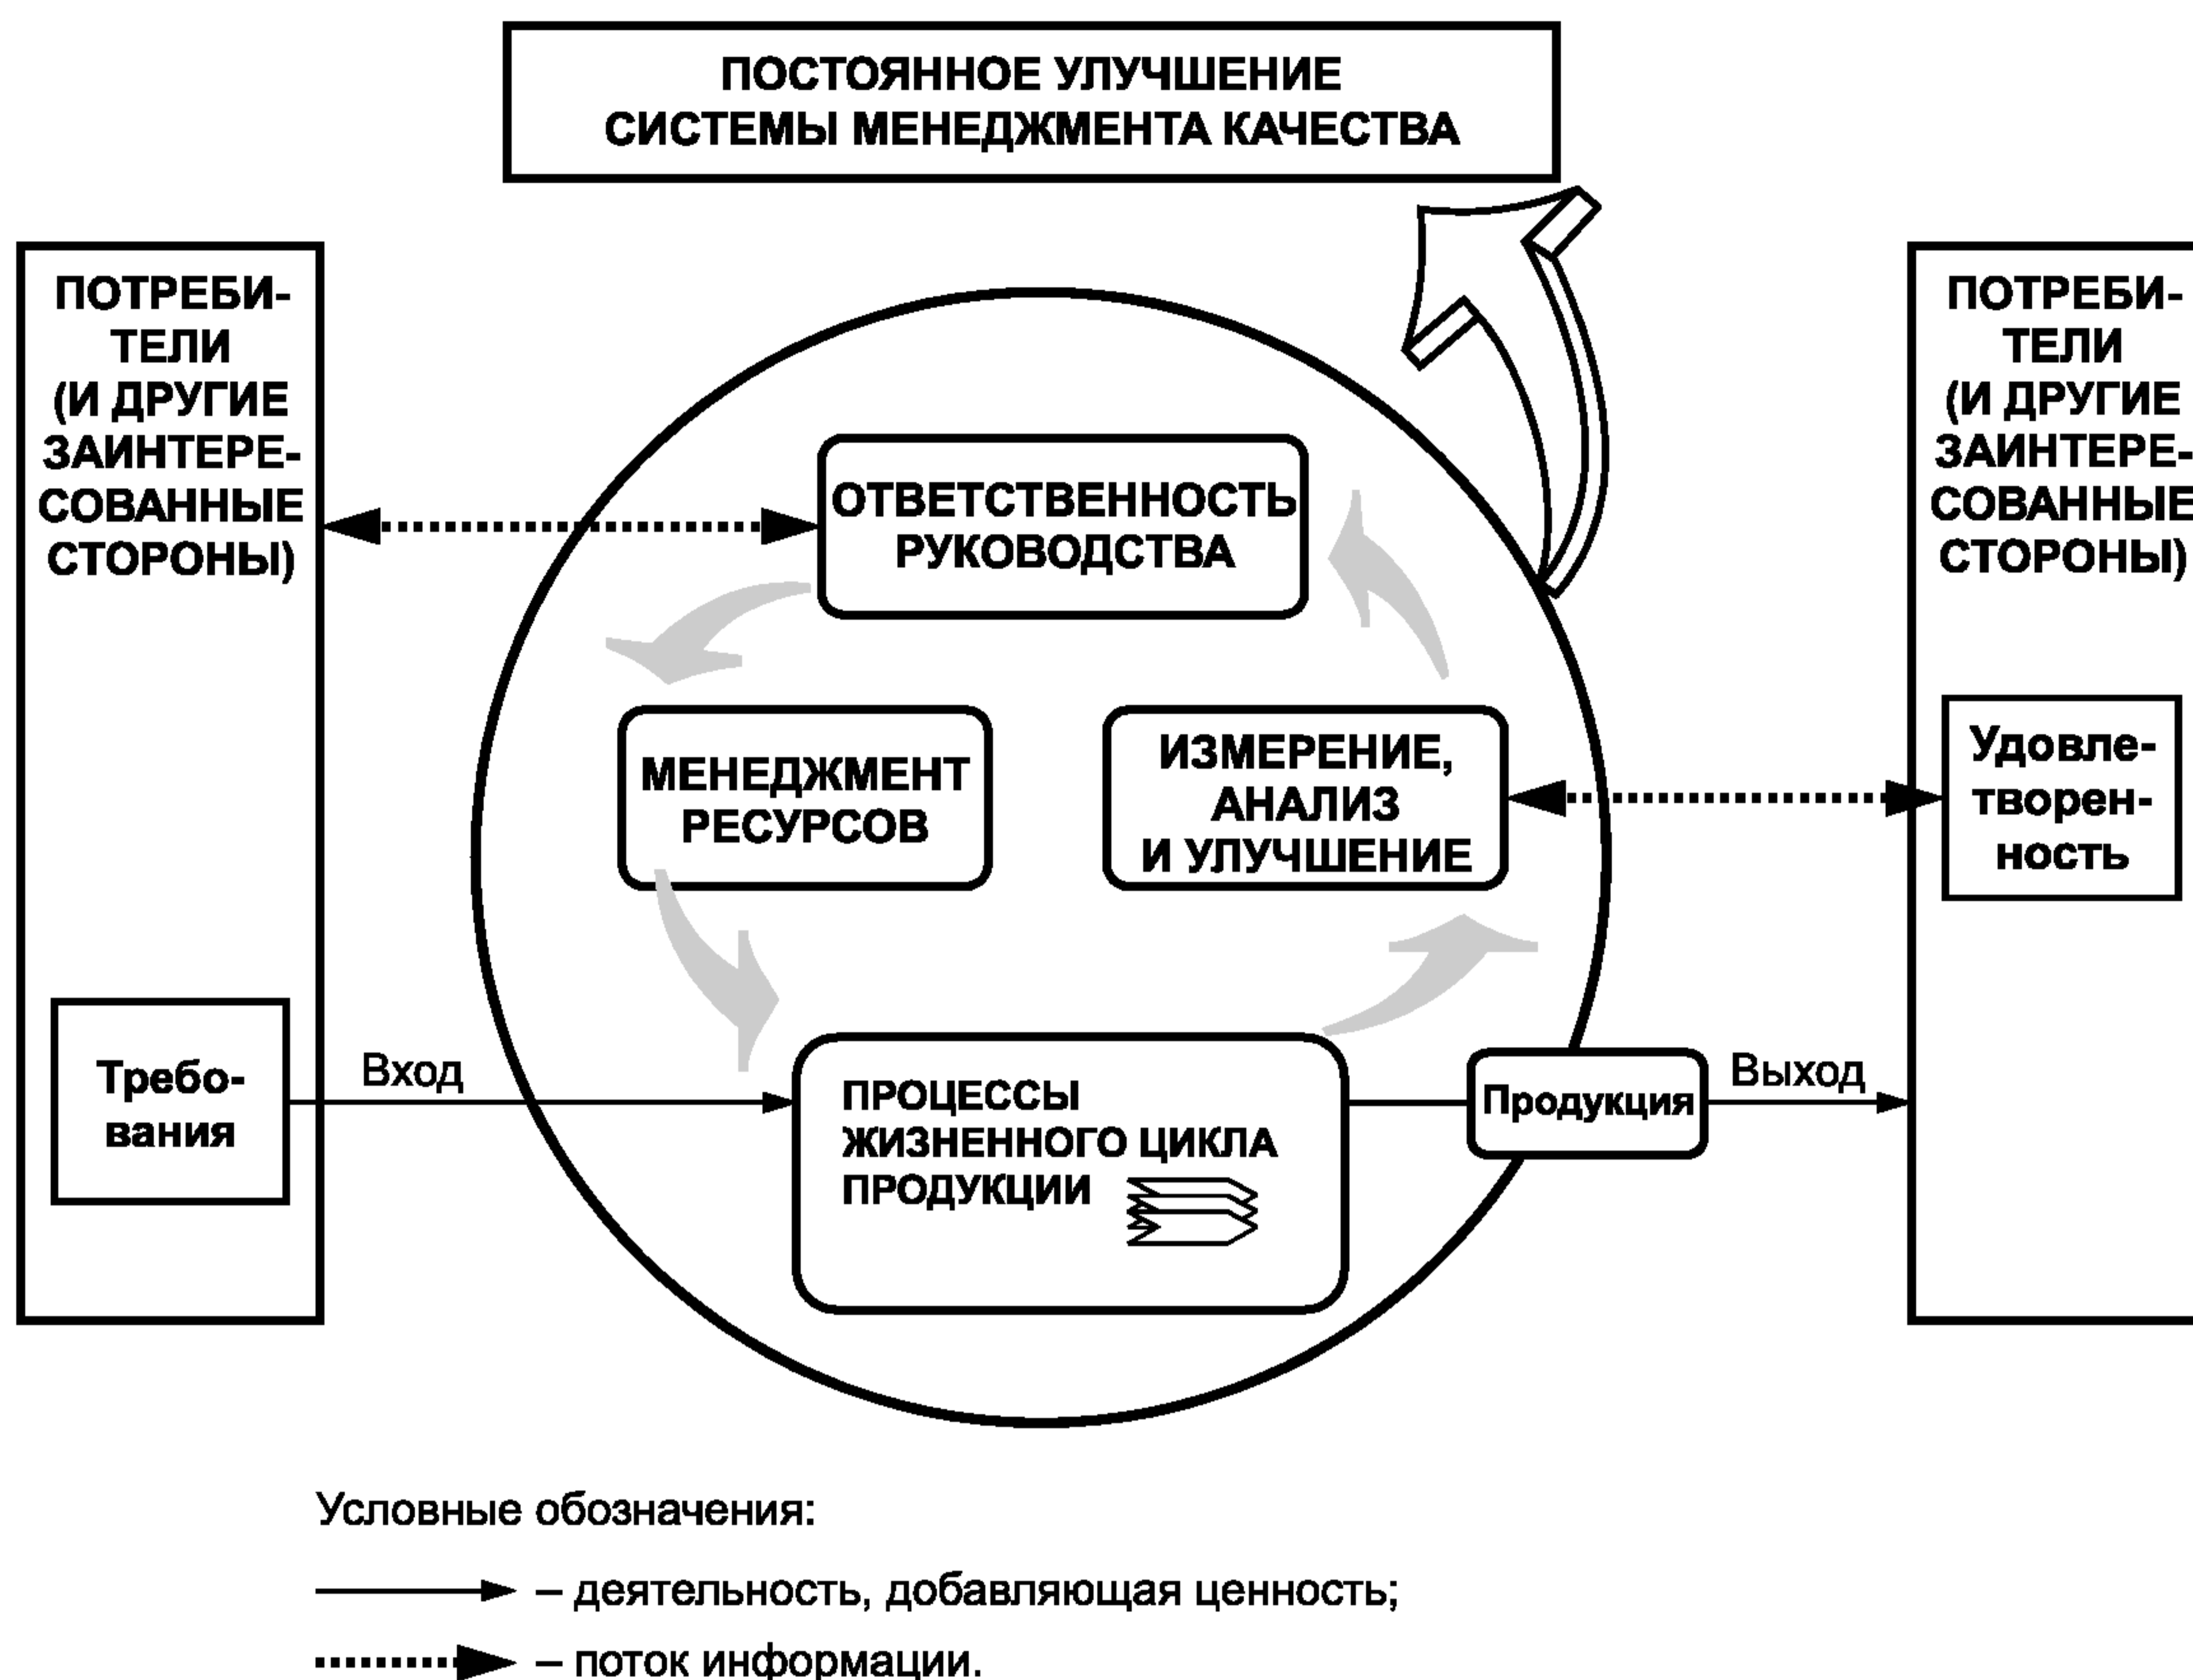 ПОСТОЯННОЕ УЛУЧШЕНИЕ
СИСТЕМЫ МЕНЕДЖМЕНТА КАЧЕСТВА
ПОТРЕБИ-
ТЕЛИ
(И ДРУГИЕ
ЗАИНТЕРЕ-
СОВАННЫЕ
СТОРОНЫ)
ПОТРЕБИ-
ТЕЛИ
(И ДРУГИЕ
ЗАИНТЕРЕ-
СОВАННЫЕ
СТОРОНЫ)
ОТВЕТСТВЕННОСТЬ
РУКОВОДСТВА
МЕНЕДЖМЕНТ
РЕСУРСОВ
ИЗМЕРЕНИЕ,
АНАЛИЗ
И УЛУЧШЕНИЕ
Удовле-
творен-
ность
Требо-
вания
Вход
ПРОЦЕССЫ
ЖИЗНЕННОГО ЦИКЛА
ПРОДУКЦИИ
Продукция
Выход
Условные обозначения:
– деятельность, добавляющая ценность;
– поток информации.